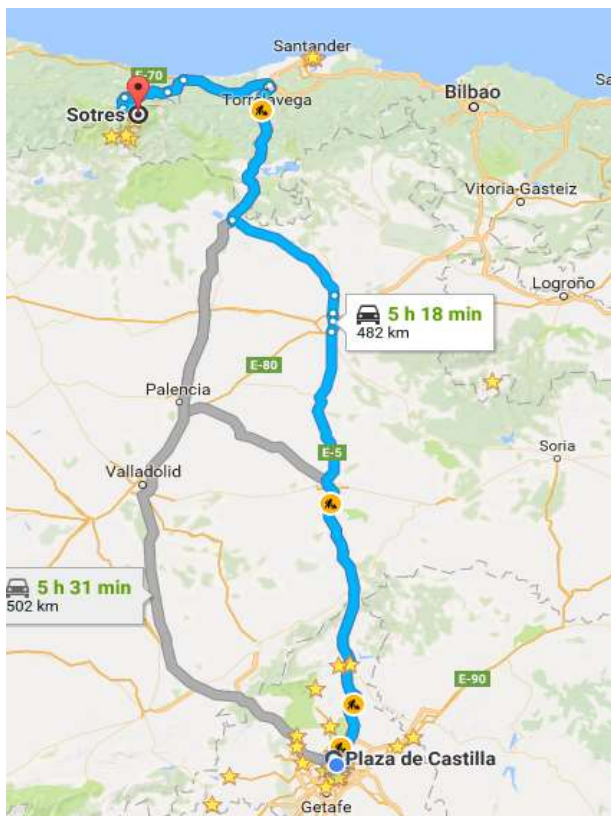 Santander
E-70
Torrelavega
Bilbao
Sotres
Vitoria-Gasteiz
Logroño
5 h 18 min
482 km
E-80
Palencia
Soria
E-5
Valladolid
5 h 31 min
502 km
E-90
Plaza de Castilla
Getafe